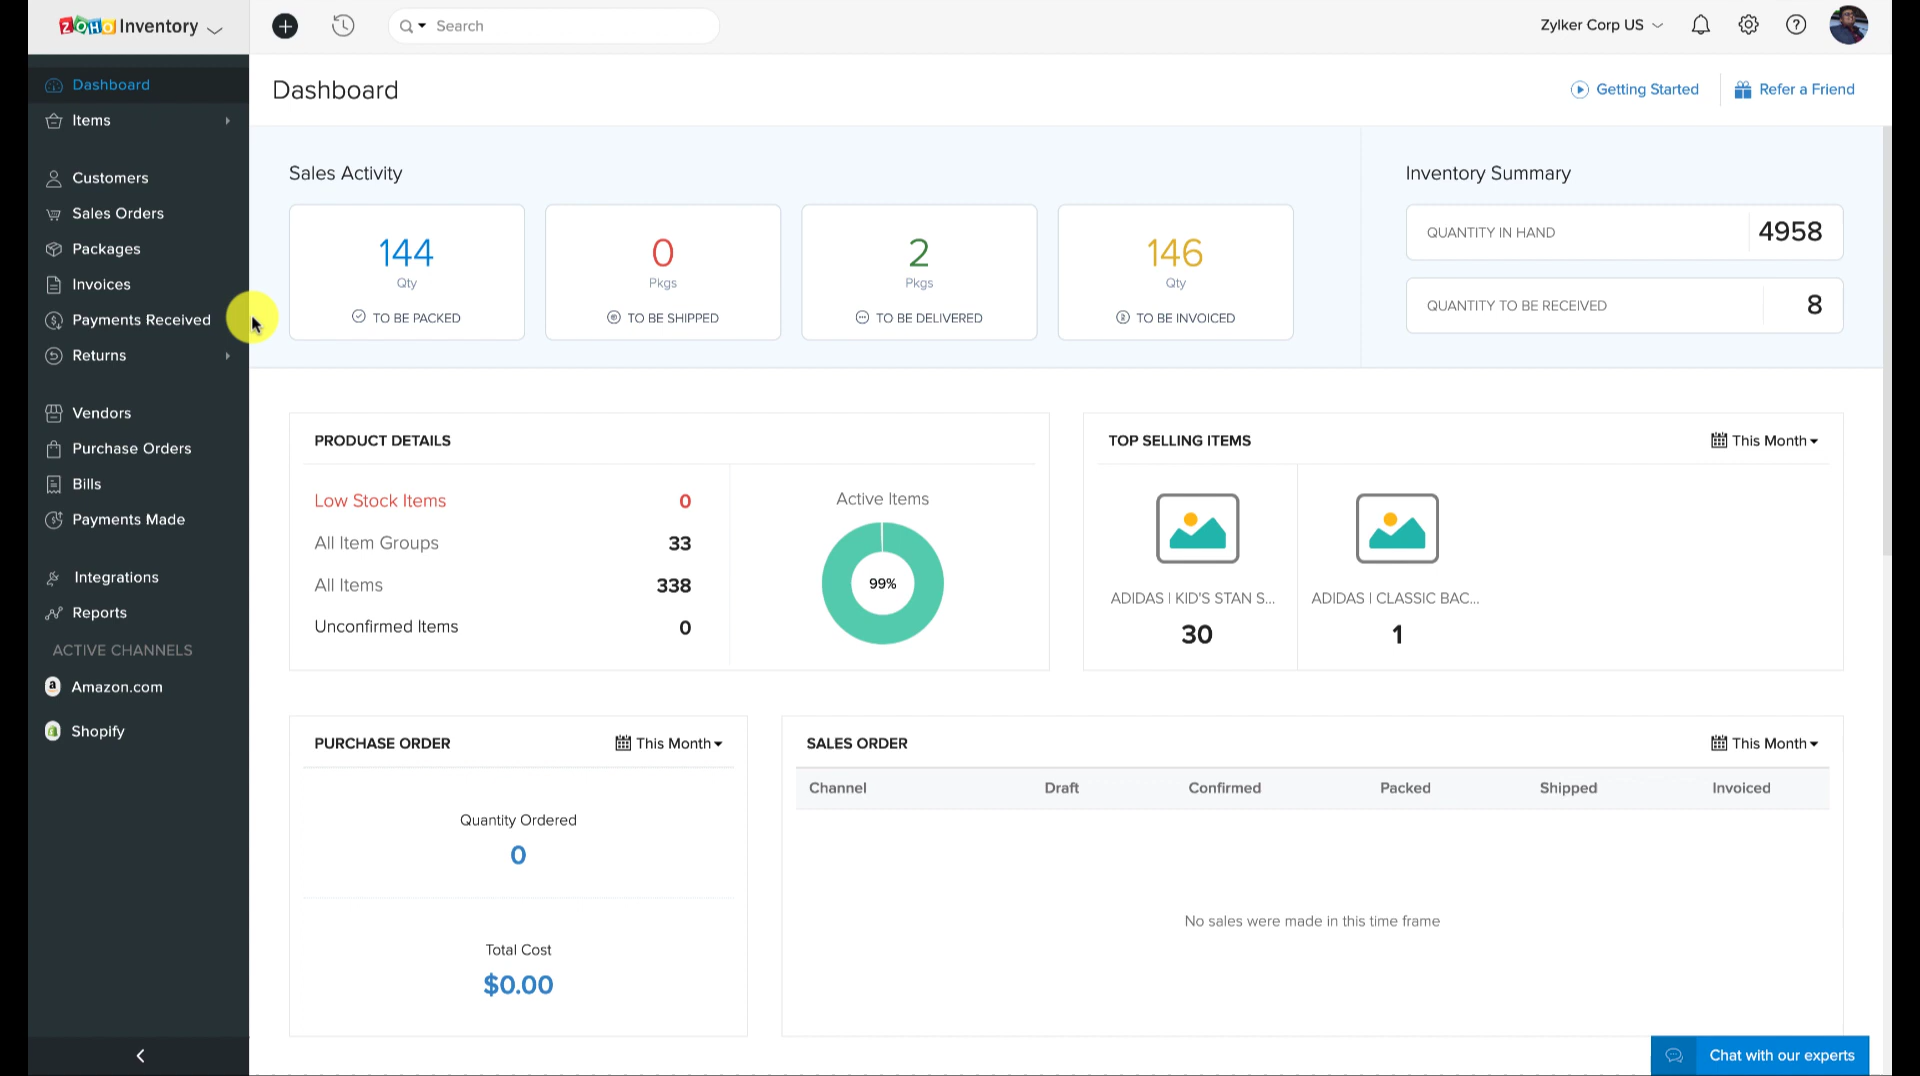 ZOHO Inventory
Search
Zylker Corp US
Dashboard
Items
Customers
Sales Orders
Packages
Invoices
Payments Received
Returns
Vendors
Purchase Orders
Bills
Payments Made
Integrations
Reports
ACTIVE CHANNELS
Amazon.com
Shopify
Dashboard
Getting Started
Refer a Friend
Sales Activity
144
Qty
TO BE PACKED
0
Pkgs
TO BE SHIPPED
2
Pkgs
TO BE DELIVERED
146
Qty
TO BE INVOICED
Inventory Summary
QUANTITY IN HAND 4958
QUANTITY TO BE RECEIVED 8
PRODUCT DETAILS
Low Stock Items 0
All Item Groups 33
All Items 338
Unconfirmed Items 0
Active Items
99%
TOP SELLING ITEMS This Month
ADIDAS | KID'S STAN S...
30
ADIDAS | CLASSIC BAC...
1
PURCHASE ORDER This Month
Quantity Ordered
0
Total Cost
$0.00
SALES ORDER This Month
Channel Draft Confirmed Packed Shipped Invoiced
No sales were made in this time frame
Chat with our experts